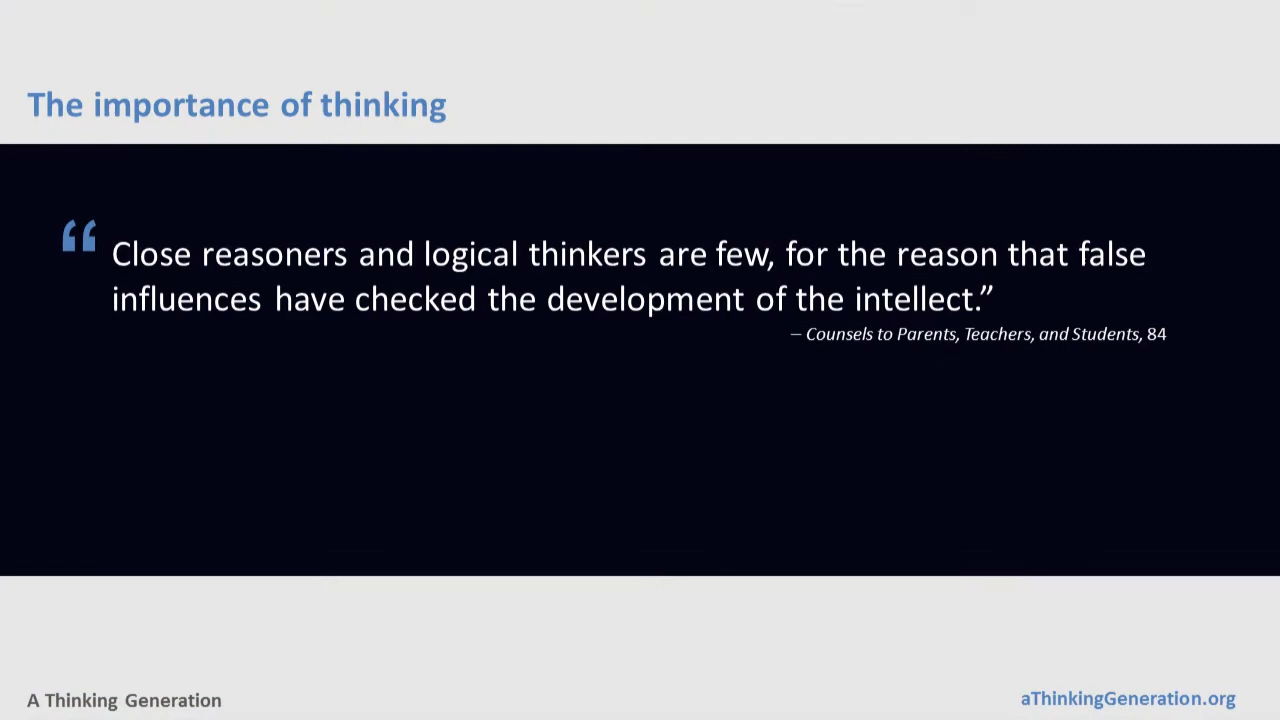 The importance of thinking
“ Close reasoners and logical thinkers are few, for the reason that false
influences have checked the development of the intellect.”
– Counsels to Parents, Teachers, and Students, 84
A Thinking Generation
aThinkingGeneration.org